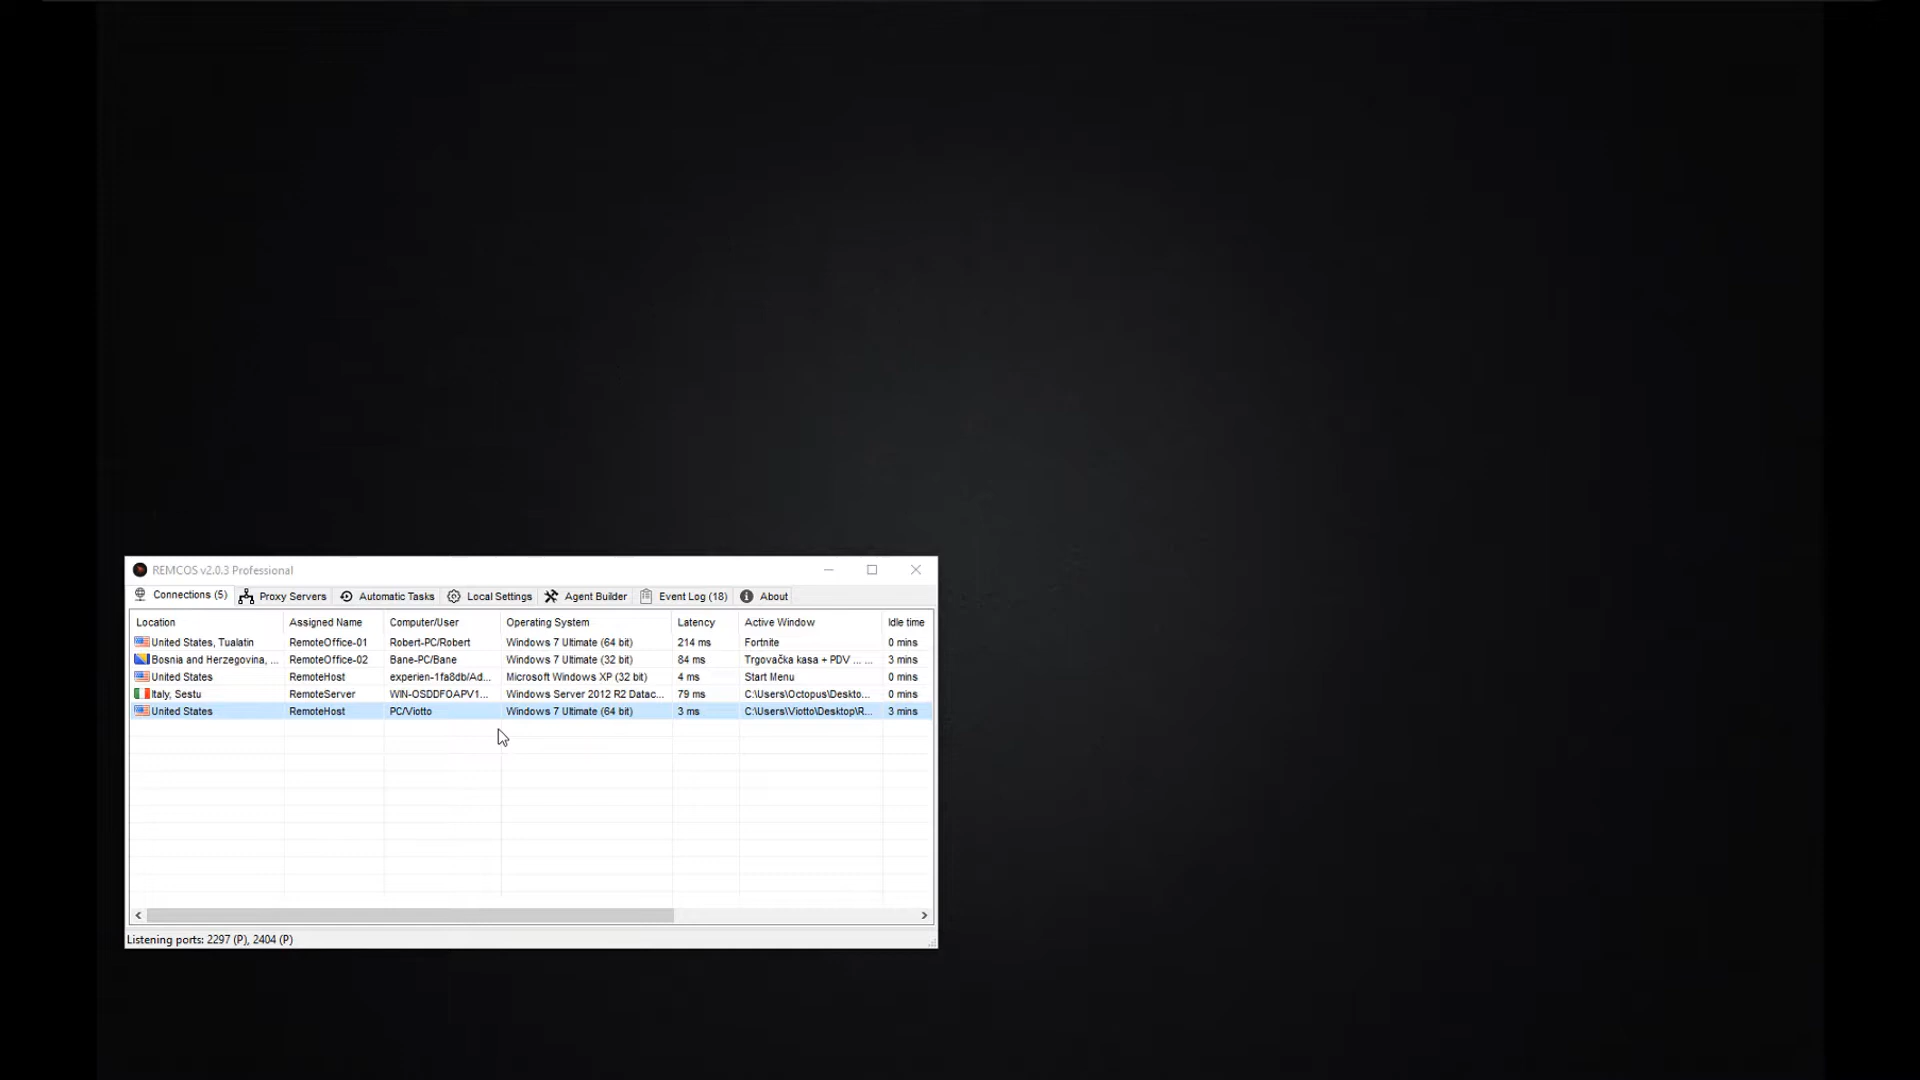 REMCOS v2.0.3 Professional
Connections (5) Proxy Servers Automatic Tasks Local Settings Agent Builder Event Log (18) About
Location Assigned Name Computer/User Operating System Latency Active Window Idle time
United States, Tualatin RemoteOffice-01 Robert-PC/Robert Windows 7 Ultimate (64 bit) 214 ms Fortnite 0 mins
Bosnia and Herzegovina, ... RemoteOffice-02 Bane-PC/Bane Windows 7 Ultimate (32 bit) 84 ms Trgovačka kasa + PDV ... ... 3 mins
United States RemoteHost experien-1fa8db/Ad... Microsoft Windows XP (32 bit) 4 ms Start Menu 0 mins
Italy, Sestu RemoteServer WIN-OSDDFOAPV1... Windows Server 2012 R2 Datac... 79 ms C:\Users\Octopus\Deskto... 0 mins
United States RemoteHost PC/Viotto Windows 7 Ultimate (64 bit) 3 ms C:\Users\Viotto\Desktop\R... 3 mins
Listening ports: 2297 (P), 2404 (P)